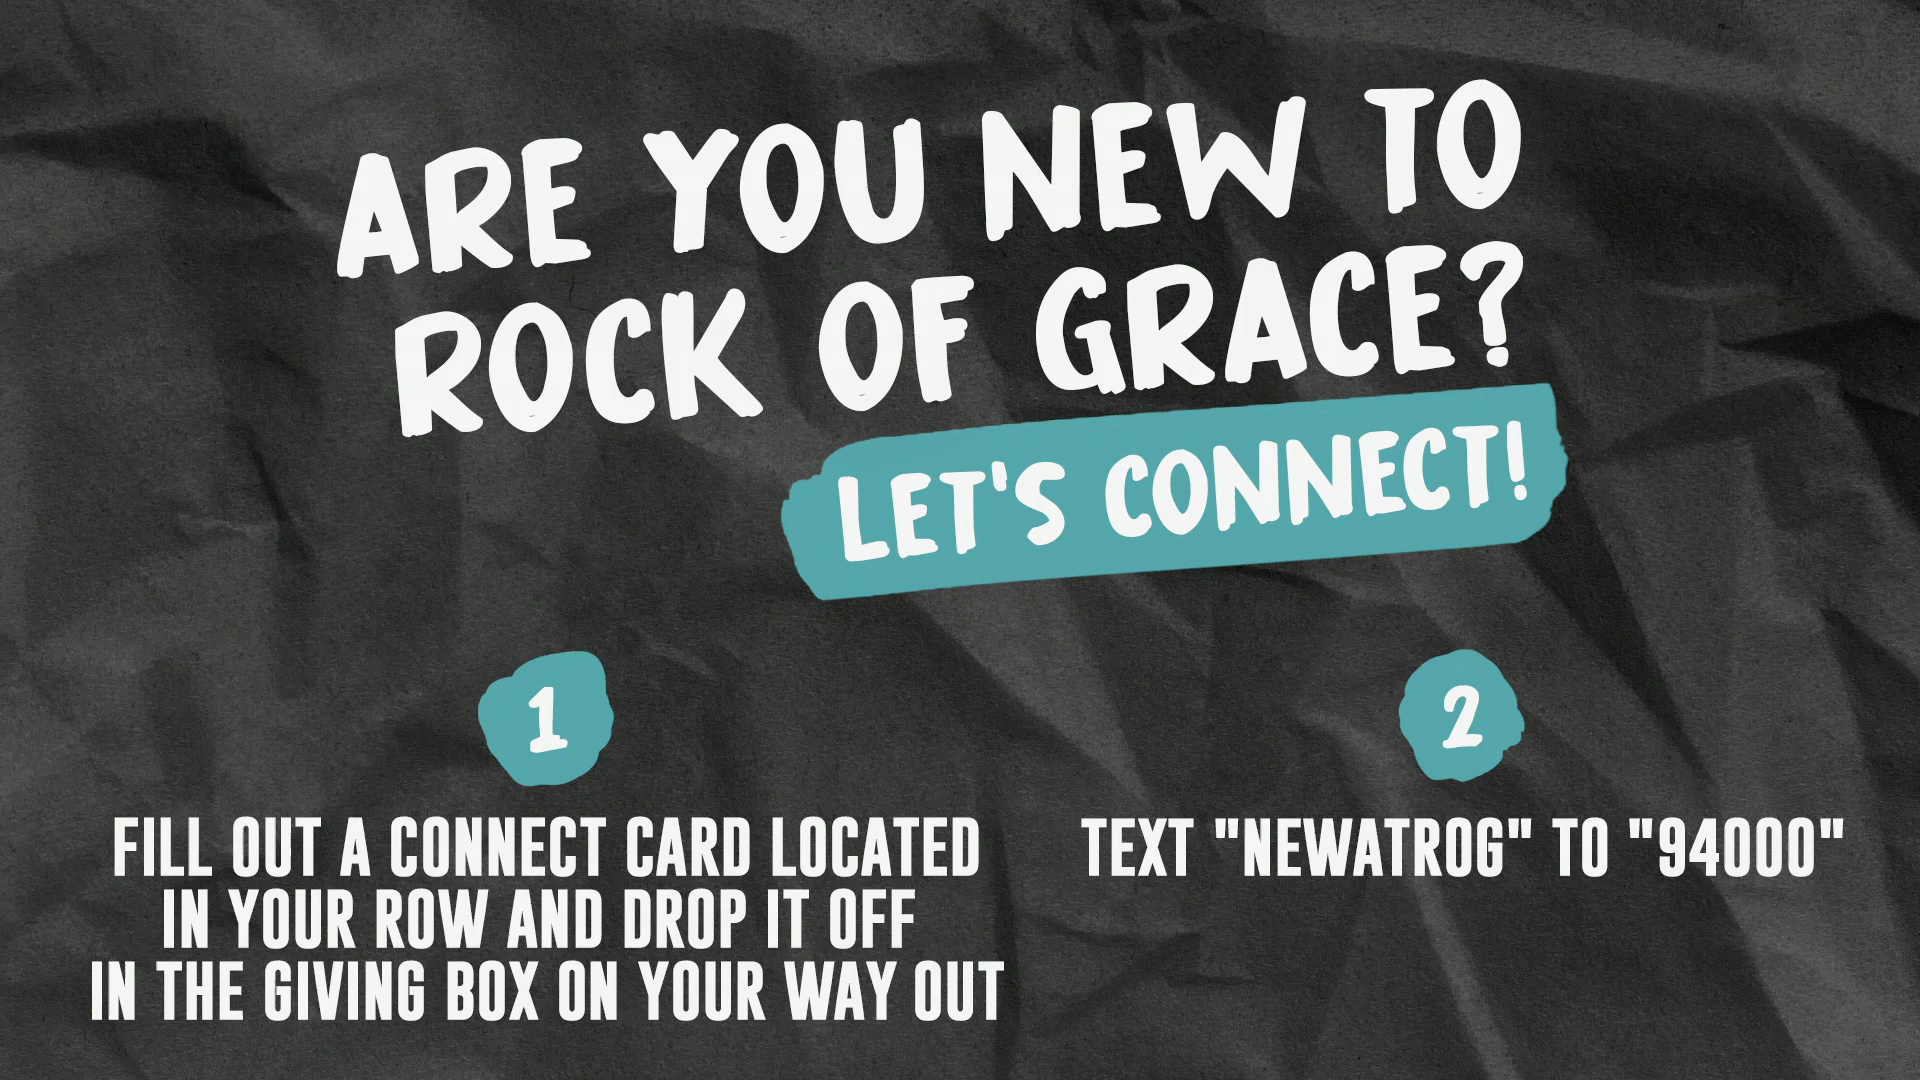 ARE YOU NEW TO
ROCK OF GRACE?
LET'S CONNECT!
1
FILL OUT A CONNECT CARD LOCATED
IN YOUR ROW AND DROP IT OFF
IN THE GIVING BOX ON YOUR WAY OUT
2
TEXT "NEWATROG" TO "94000"